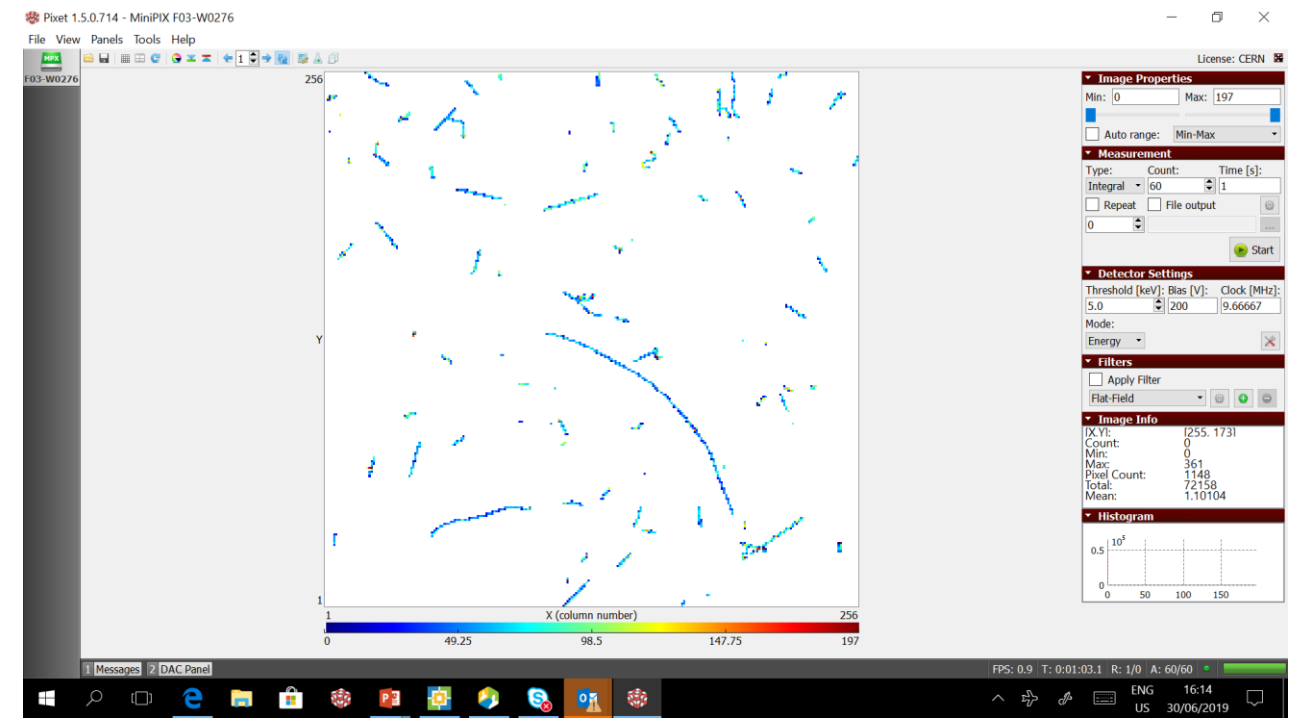 Pixet 1.5.0.714 - MiniPIX F03-W0276
File View Panels Tools Help
MPX
F03-W0276
1
License: CERN
256
Y
1
1 X (column number) 256
0 49.25 98.5 147.75 197
Image Properties
Min: 0 Max: 197
Auto range: Min-Max
Measurement
Type: Count: Time [s]:
Integral 60 1
Repeat File output
0 ...
Start
Detector Settings
Threshold [keV]: Bias [V]: Clock [MHz]:
5.0 200 9.66667
Mode:
Energy
Filters
Apply Filter
Flat-Field
Image Info
[X,Y]: [255, 173]
Count: 0
Min: 0
Max: 361
Pixel Count: 1148
Total: 72158
Mean: 1.10104
Histogram
10⁵
0.5
0
0 50 100 150
1 Messages 2 DAC Panel
FPS: 0.9 T: 0:01:03.1 R: 1/0 A: 60/60
ENG 16:14
US 30/06/2019